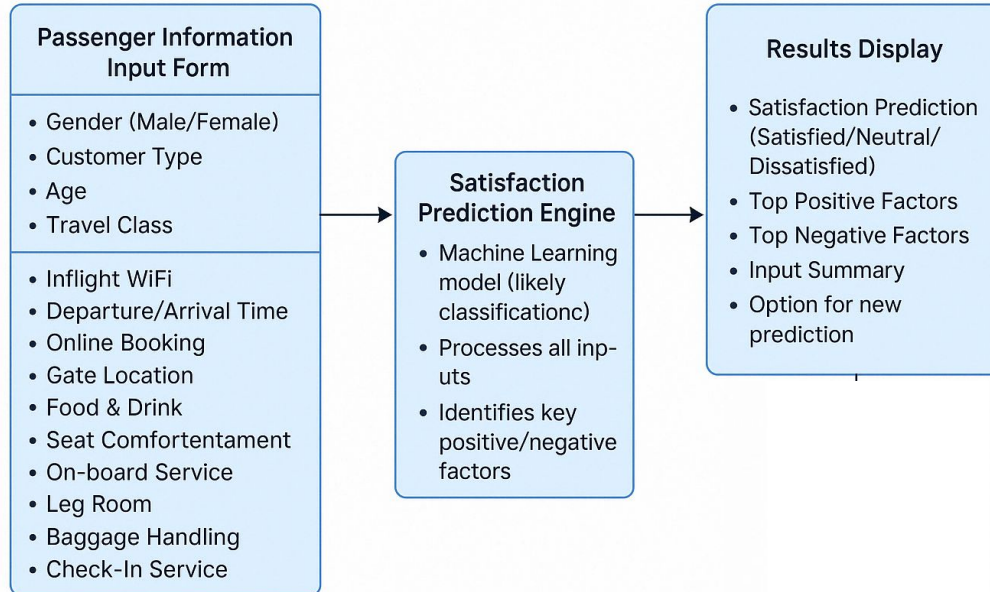 Passenger Information
Input Form
• Gender (Male/Female)
• Customer Type
• Age
• Travel Class
• Inflight WiFi
• Departure/Arrival Time
• Online Booking
• Gate Location
• Food & Drink
• Seat Comfortentament
• On-board Service
• Leg Room
• Baggage Handling
• Check-In Service
Satisfaction
Prediction Engine
• Machine Learning
model (likely
classificationc)
• Processes all inp-
uts
• Identifies key
positive/negative
factors
Results Display
• Satisfaction Prediction
(Satisfied/Neutral/
Dissatisfied)
• Top Positive Factors
• Top Negative Factors
• Input Summary
• Option for new
prediction